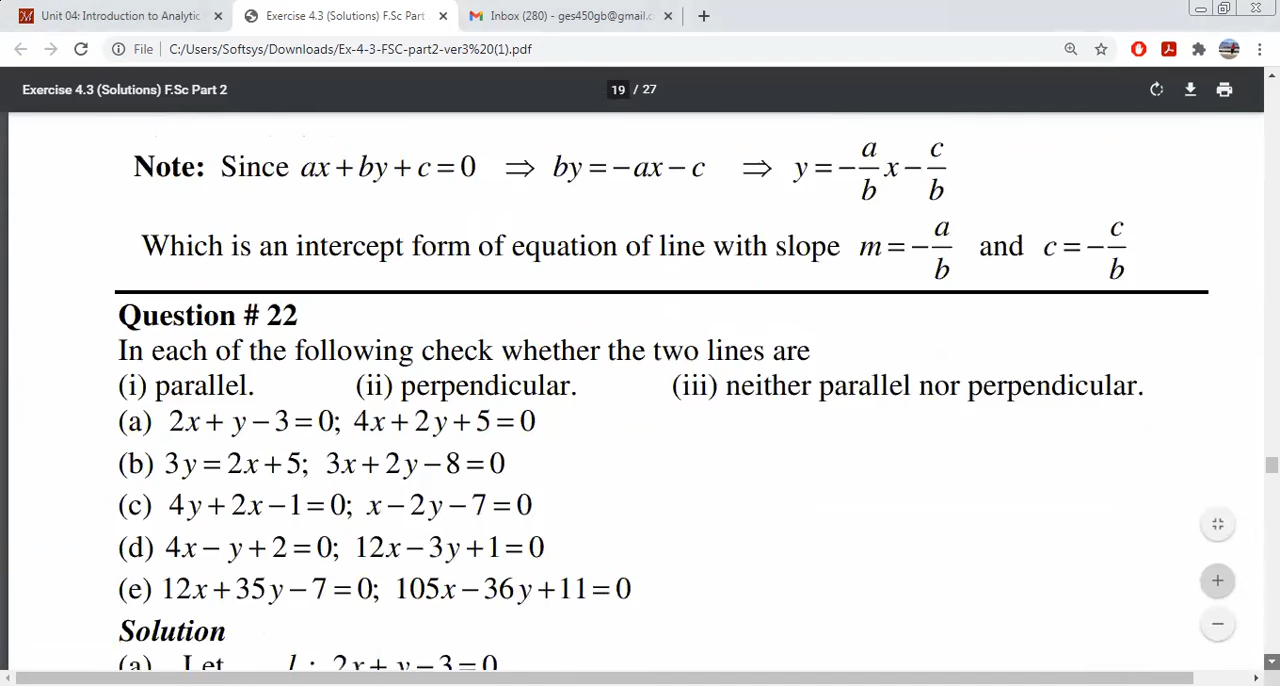 Unit 04: Introduction to Analytic
Exercise 4.3 (Solutions) F.Sc Part
Inbox (280) - ges450gb@gmail.c
File
C:/Users/Softsys/Downloads/Ex-4-3-FSC-part2-ver3%20(1).pdf
Exercise 4.3 (Solutions) F.Sc Part 2
19 / 27
Note: Since ax + by + c = 0 ⇒ by = −ax − c ⇒ y = −a/b x − c/b
Which is an intercept form of equation of line with slope m = −a/b and c = −c/b
Question # 22
In each of the following check whether the two lines are
(i) parallel. (ii) perpendicular. (iii) neither parallel nor perpendicular.
(a) 2x + y − 3 = 0; 4x + 2y + 5 = 0
(b) 3y = 2x + 5; 3x + 2y − 8 = 0
(c) 4y + 2x − 1 = 0; x − 2y − 7 = 0
(d) 4x − y + 2 = 0; 12x − 3y + 1 = 0
(e) 12x + 35y − 7 = 0; 105x − 36y + 11 = 0
Solution
(a) Let l : 2x + y − 3 = 0